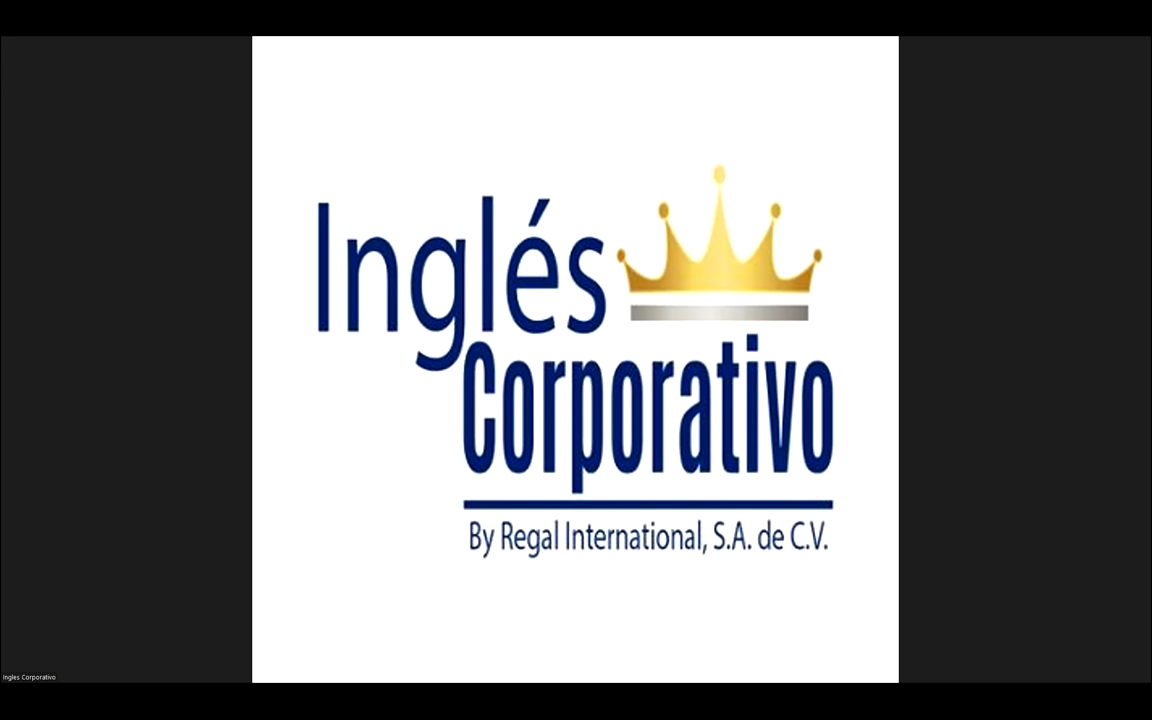 Inglés
Corporativo
By Regal International, S.A. de C.V.
Ingles Corporativo